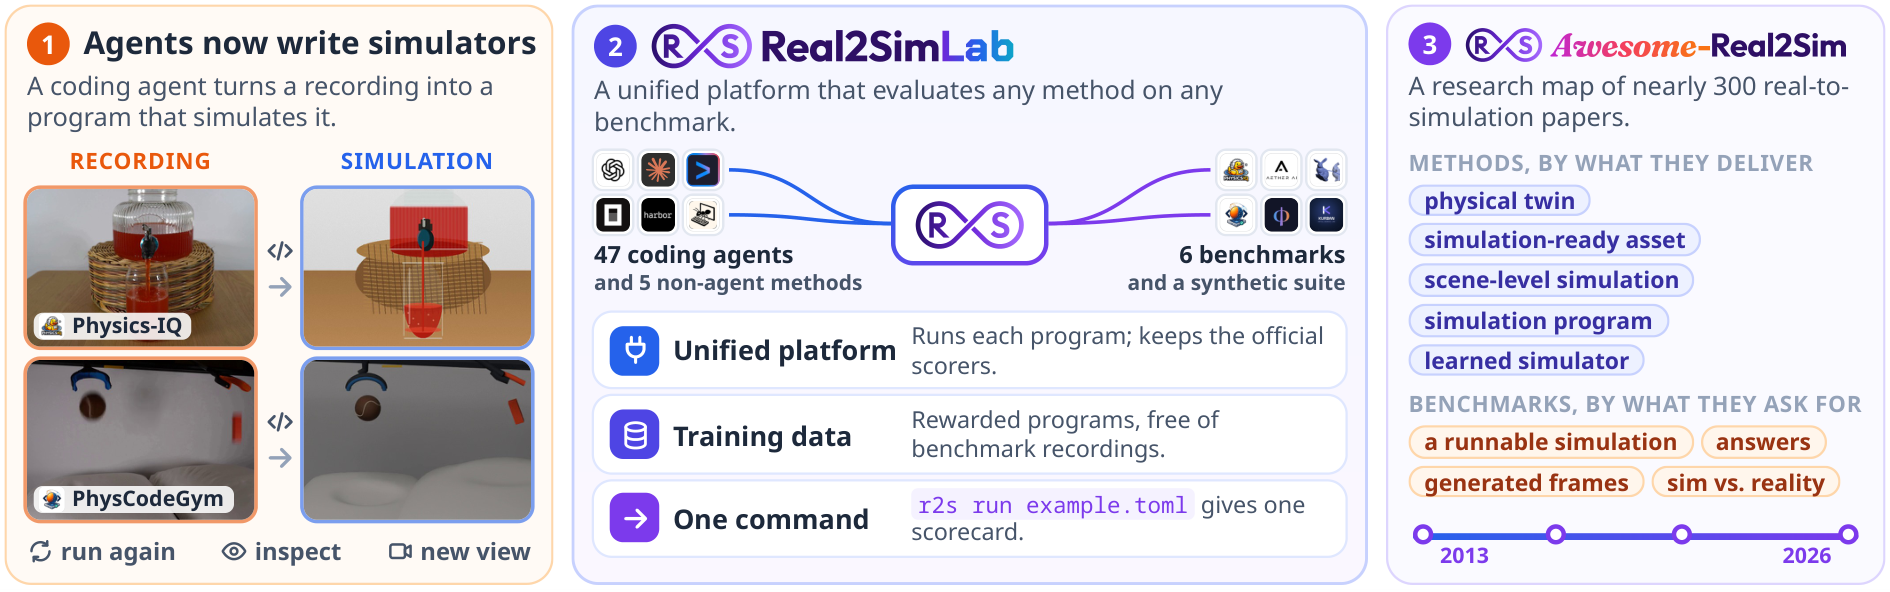 1 Agents now write simulators
A coding agent turns a recording into a
program that simulates it.
RECORDING SIMULATION
Physics-IQ
PhysCodeGym
run again inspect new view
2 RS Real2SimLab
A unified platform that evaluates any method on any
benchmark.
harbor
AETHER AI
RS
47 coding agents
and 5 non-agent methods
6 benchmarks
and a synthetic suite
Unified platform
Runs each program; keeps the official
scorers.
Training data
Rewarded programs, free of
benchmark recordings.
One command
r2s run example.toml gives one
scorecard.
3 RS Awesome-Real2Sim
A research map of nearly 300 real-to-
simulation papers.
METHODS, BY WHAT THEY DELIVER
physical twin
simulation-ready asset
scene-level simulation
simulation program
learned simulator
BENCHMARKS, BY WHAT THEY ASK FOR
a runnable simulation answers
generated frames sim vs. reality
2013 2026